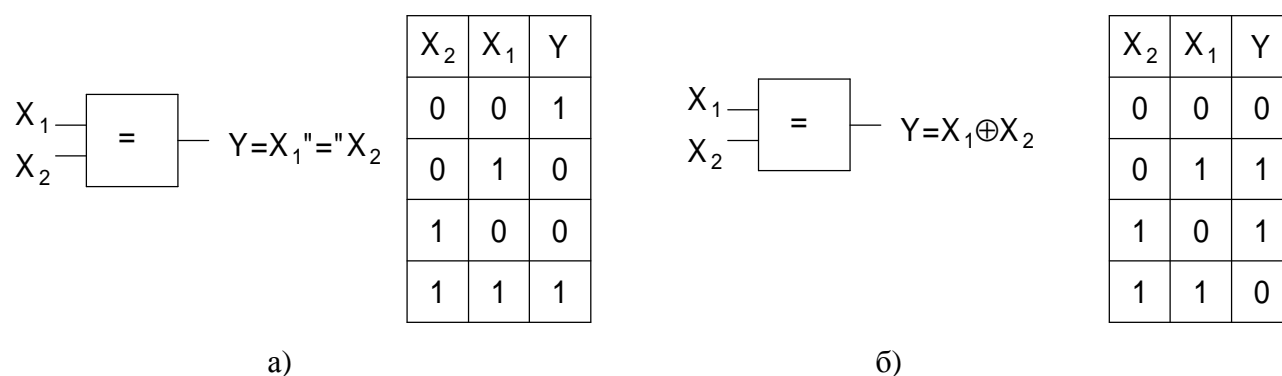 X₁
X₂
=
Y=X₁"="X₂
X₂ X₁ Y
0 0 1
0 1 0
1 0 0
1 1 1
а)
X₁
X₂
=
Y=X₁⊕X₂
X₂ X₁ Y
0 0 0
0 1 1
1 0 1
1 1 0
б)